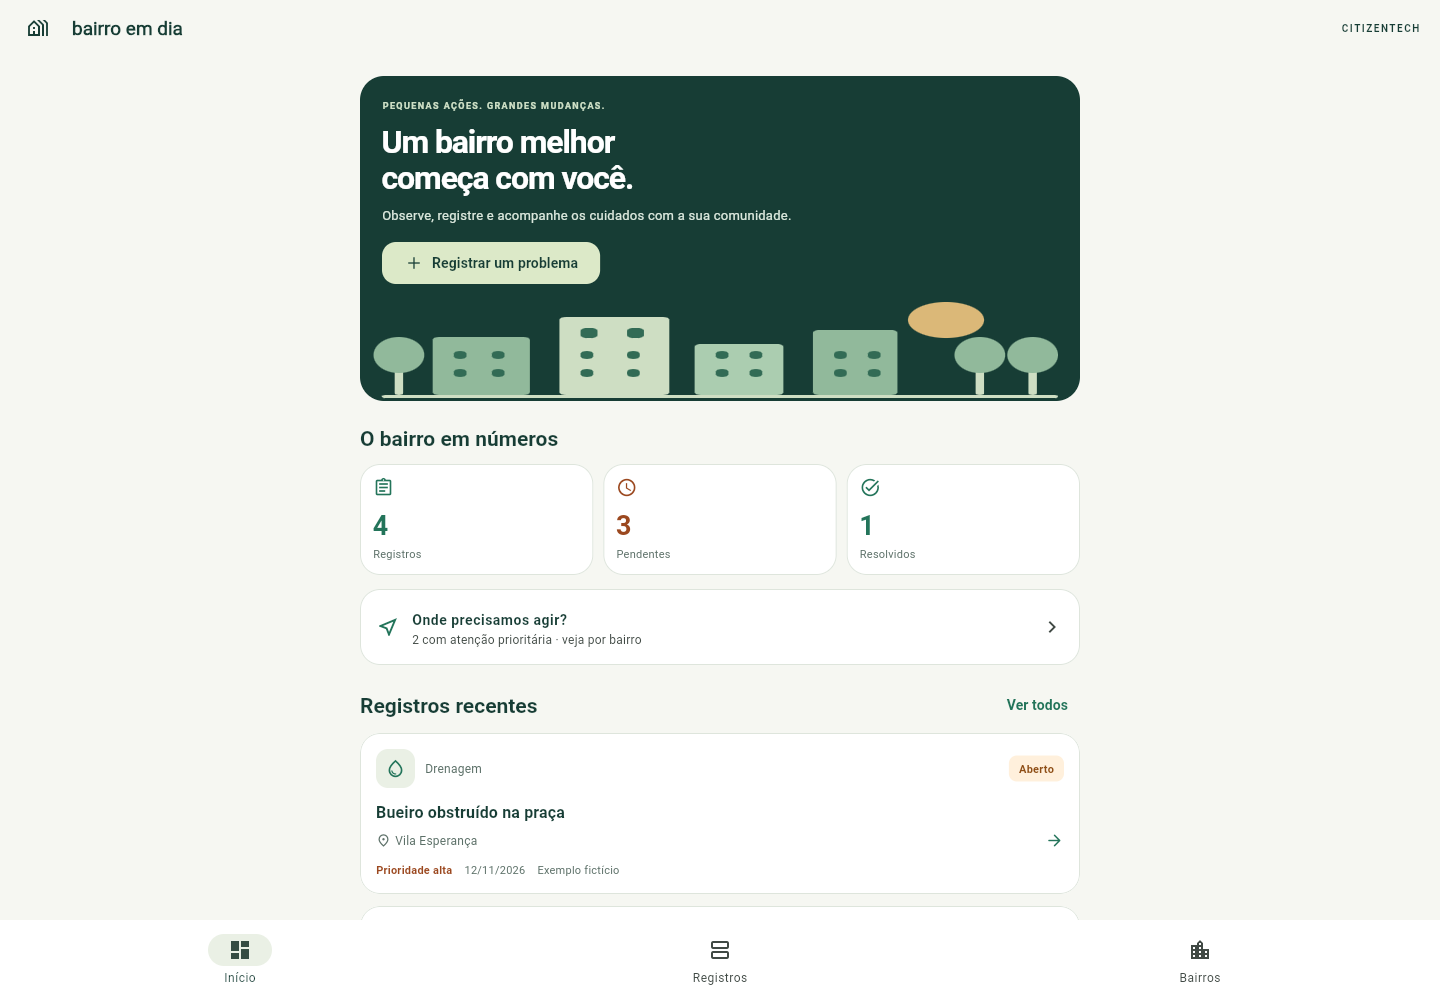 bairro em dia
CITIZENTECH
PEQUENAS AÇÕES. GRANDES MUDANÇAS.
Um bairro melhor
começa com você.
Observe, registre e acompanhe os cuidados com a sua comunidade.
Registrar um problema
O bairro em números
4
Registros
3
Pendentes
1
Resolvidos
Onde precisamos agir?
2 com atenção prioritária · veja por bairro
Registros recentes
Ver todos
Drenagem
Aberto
Bueiro obstruído na praça
Vila Esperança
Prioridade alta 12/11/2026 Exemplo fictício
Início
Registros
Bairros